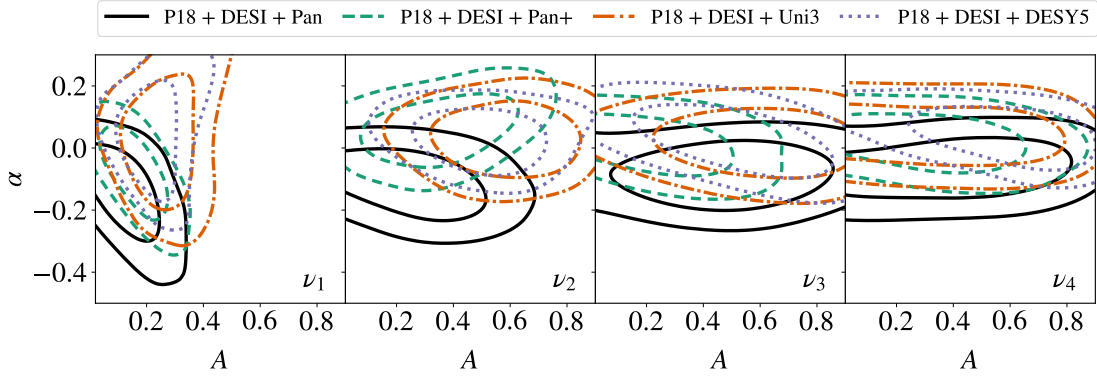 P18 + DESI + Pan P18 + DESI + Pan+ P18 + DESI + Uni3 P18 + DESI + DESY5
0.2
0.0
−0.2
−0.4
α
ν1 ν2 ν3 ν4
0.2 0.4 0.6 0.8 0.2 0.4 0.6 0.8 0.2 0.4 0.6 0.8 0.2 0.4 0.6 0.8
A A A A